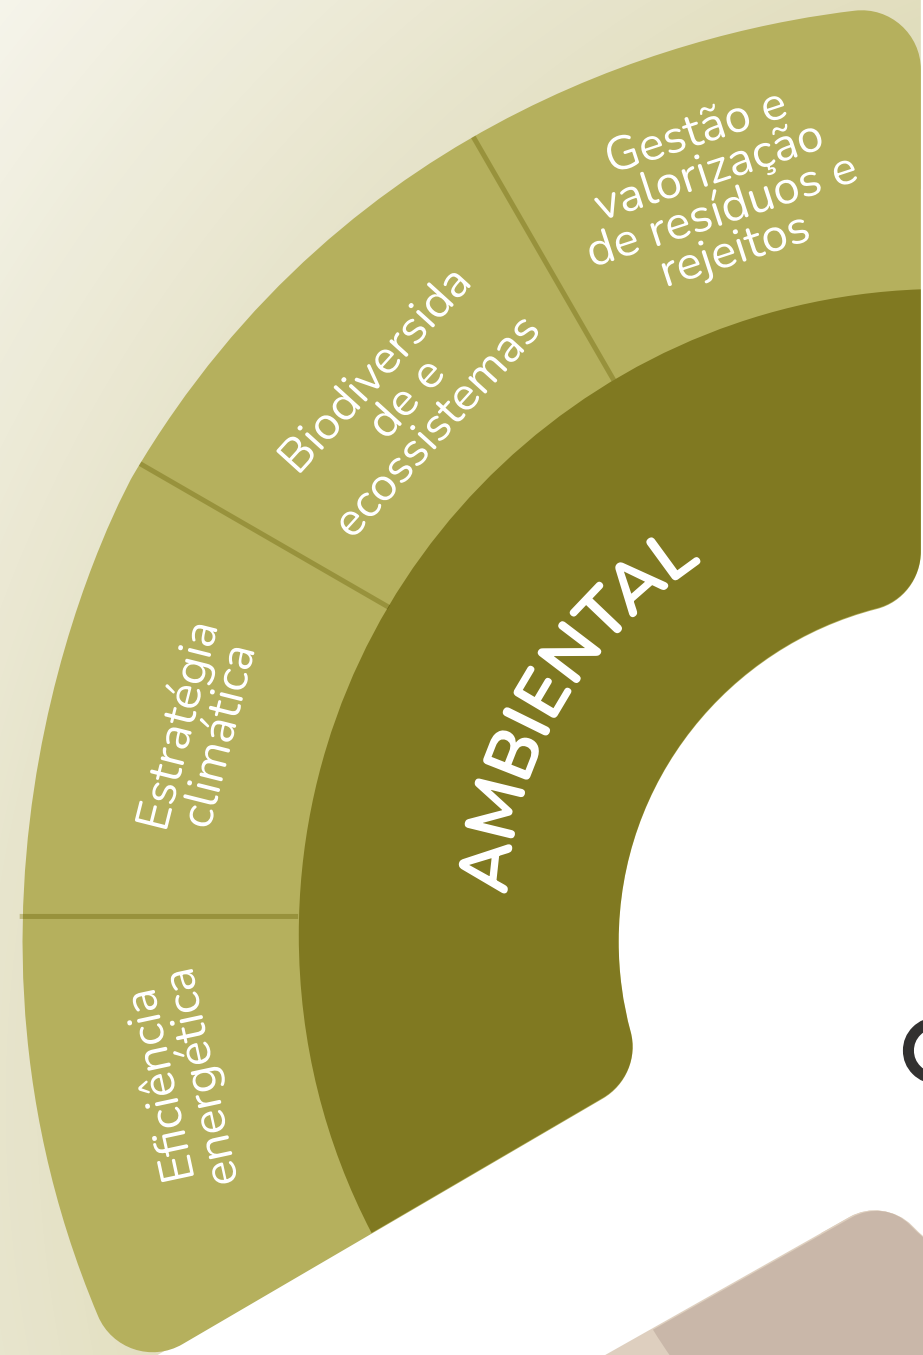 Gestão e
valorização
de resíduos e
rejeitos
Biodiversida
de e
ecossistemas
Estratégia
climática
Eficiência
energética
AMBIENTAL